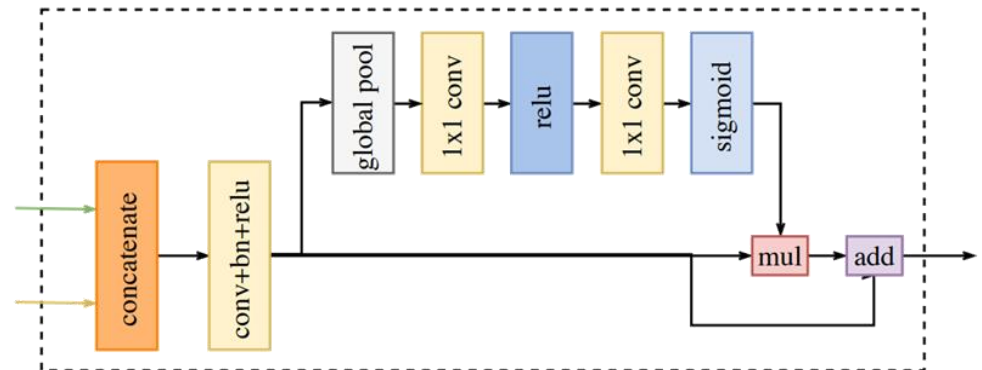 concatenate
conv+bn+relu
global pool
1x1 conv
relu
1x1 conv
sigmoid
mul
add